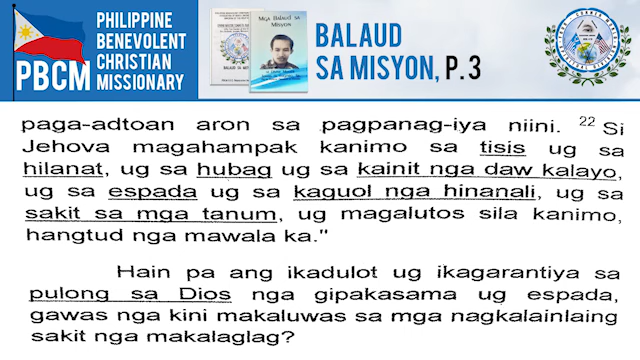 PBCM
PHILIPPINE
BENEVOLENT
CHRISTIAN
MISSIONARY
MGA BALAUD SA
MISYON
BALAUD
SA MISYON, P. 3
paga-adtoan aron sa pagpanag-iya niini. 22 Si
Jehova magahampak kanimo sa tisis ug sa
hilanat, ug sa hubag ug sa kainit nga daw kalayo,
ug sa espada ug sa kaguol nga hinanali, ug sa
sakit sa mga tanum, ug magalutos sila kanimo,
hangtud nga mawala ka."
Hain pa ang ikadulot ug ikagarantiya sa
pulong sa Dios nga gipakasama ug espada,
gawas nga kini makaluwas sa mga nagkalainlaing
sakit nga makalaglag?